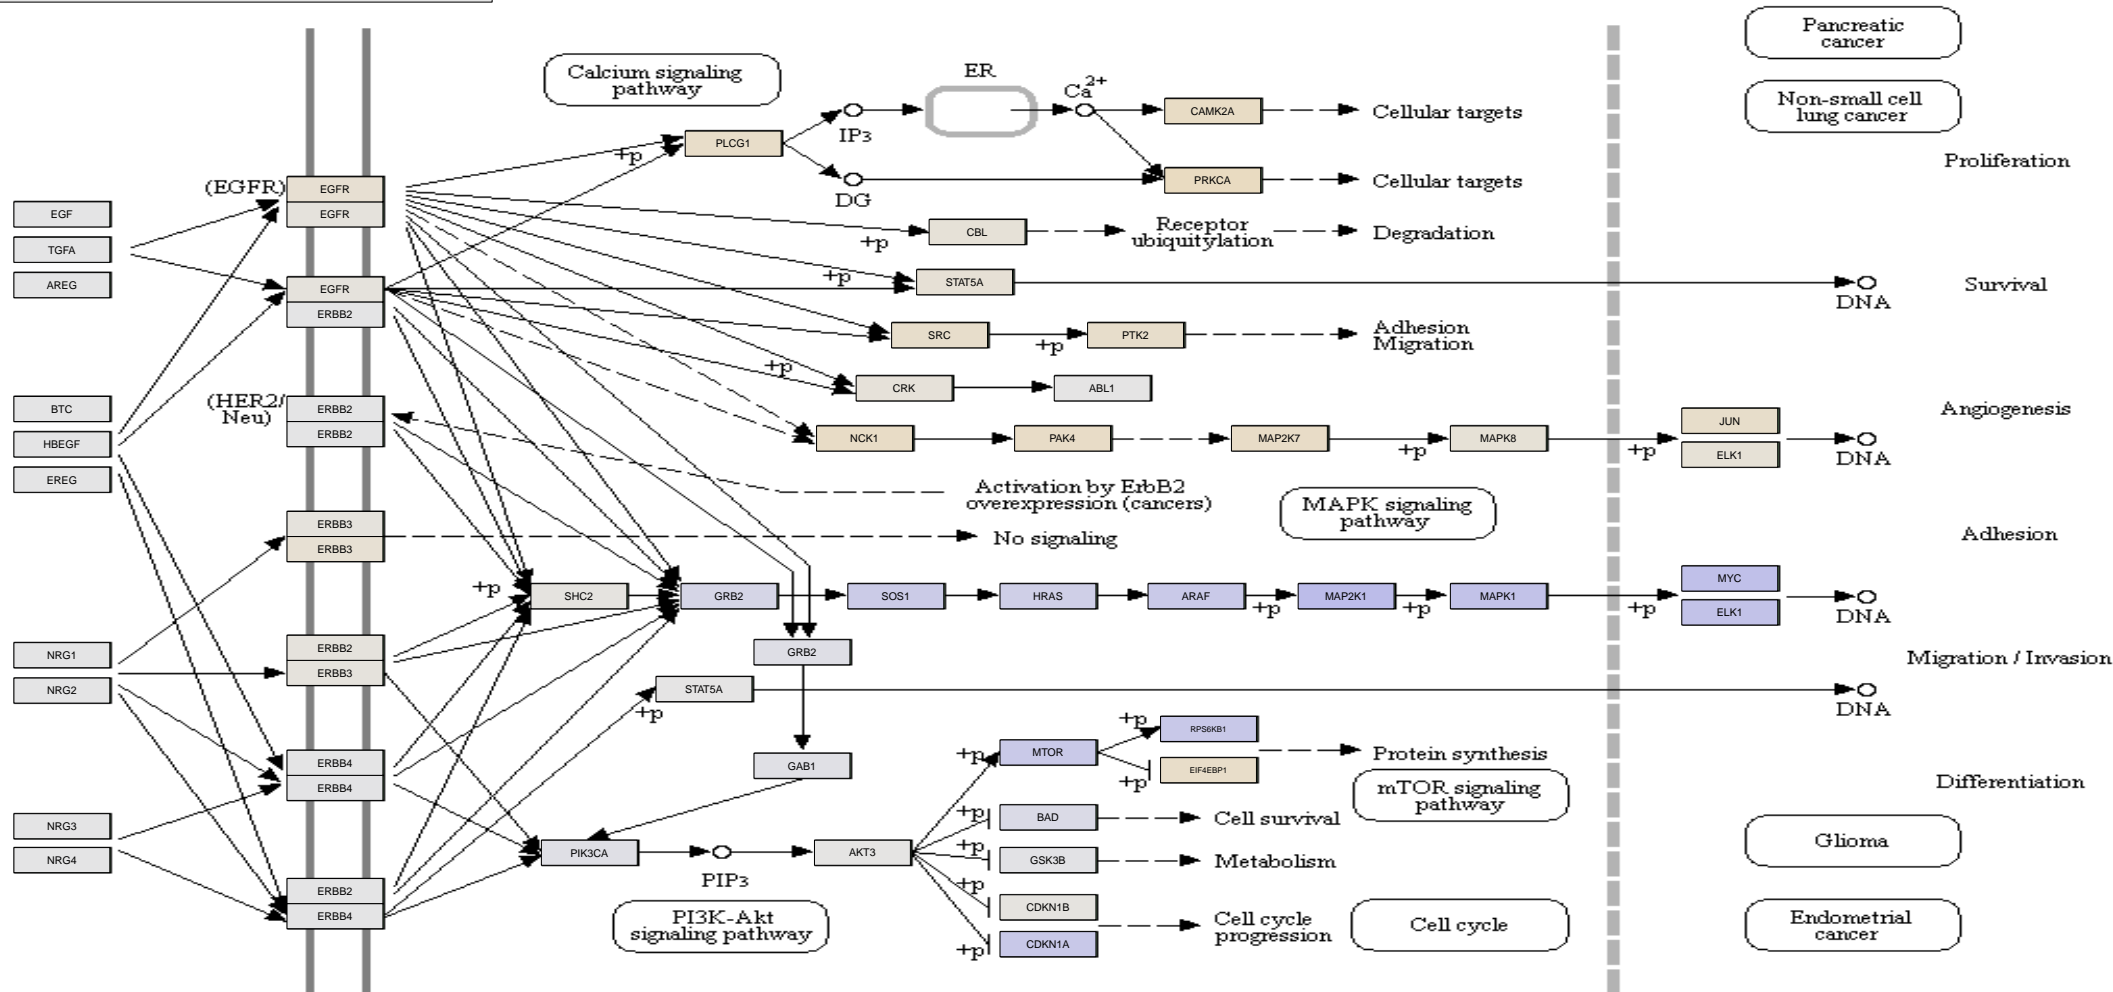 Pancreatic
cancer
Calcium signaling
pathway
ER
Ca2+
Non-small cell
lung cancer
CAMK2A
Cellular targets
IP3
PLCG1
+p
Proliferation
(EGFR)
EGFR
EGFR
DG
PRKCA
Cellular targets
EGF
TGFA
AREG
CBL
+p
Receptor
ubiquitylation
Degradation
EGFR
ERBB2
+p
STAT5A
DNA
Survival
SRC
+p
PTK2
Adhesion
Migration
+p
CRK
ABL1
BTC
HBEGF
EREG
(HER2/
Neu)
ERBB2
ERBB2
Angiogenesis
NCK1
PAK4
MAP2K7
+p
MAPK8
+p
JUN
ELK1
DNA
Activation by ErbB2
overexpression (cancers)
MAPK signaling
pathway
ERBB3
ERBB3
No signaling
Adhesion
+p
SHC2
GRB2
SOS1
HRAS
ARAF
+p
MAP2K1
+p
MAPK1
+p
MYC
ELK1
DNA
NRG1
NRG2
ERBB2
ERBB3
GRB2
Migration / Invasion
STAT5A
+p
DNA
ERBB4
ERBB4
GAB1
+p
MTOR
+p
+p
RPS6KB1
EIF4EBP1
Protein synthesis
mTOR signaling
pathway
Differentiation
NRG3
NRG4
+p
BAD
Cell survival
PIK3CA
PIP3
AKT3
+p
GSK3B
Metabolism
Glioma
ERBB2
ERBB4
PI3K-Akt
signaling pathway
+p
CDKN1B
+p
CDKN1A
Cell cycle
progression
Cell cycle
Endometrial
cancer